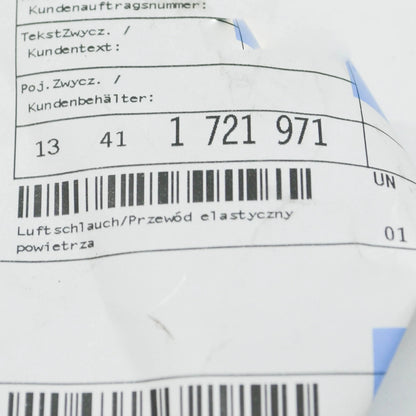 Kundenauftragsnummer:
TekstZwycz. /
Kundentext:
Poj.Zwycz. /
Kundenbehälter:
13 41 1 721 971
UN
Luftschlauch/Przewód elastyczny
powietrza
01